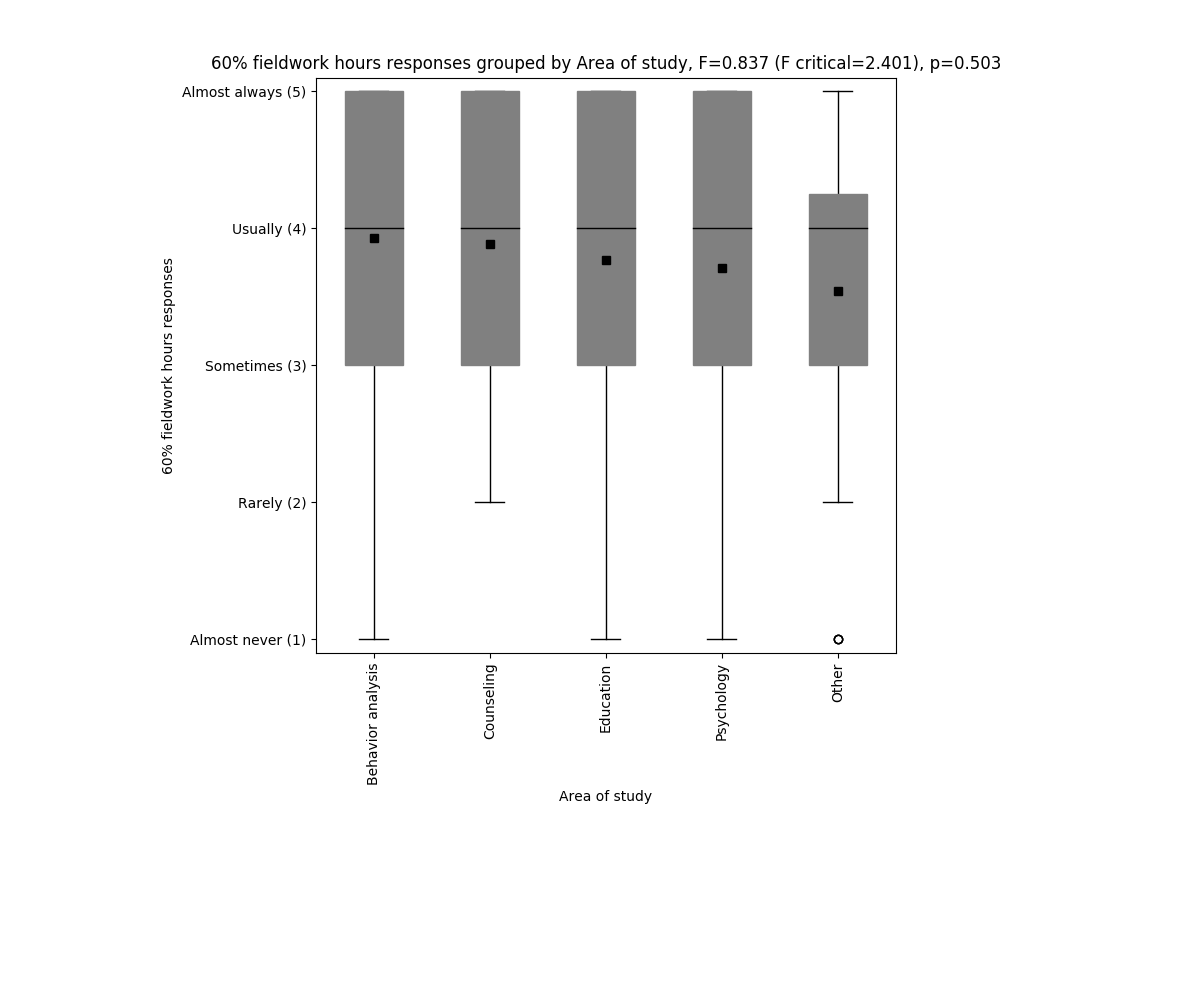 60% fieldwork hours responses grouped by Area of study, F=0.837 (F critical=2.401), p=0.503
Almost always (5)
Usually (4)
Sometimes (3)
Rarely (2)
Almost never (1)
60% fieldwork hours responses
Behavior analysis
Counseling
Education
Psychology
Other
Area of study